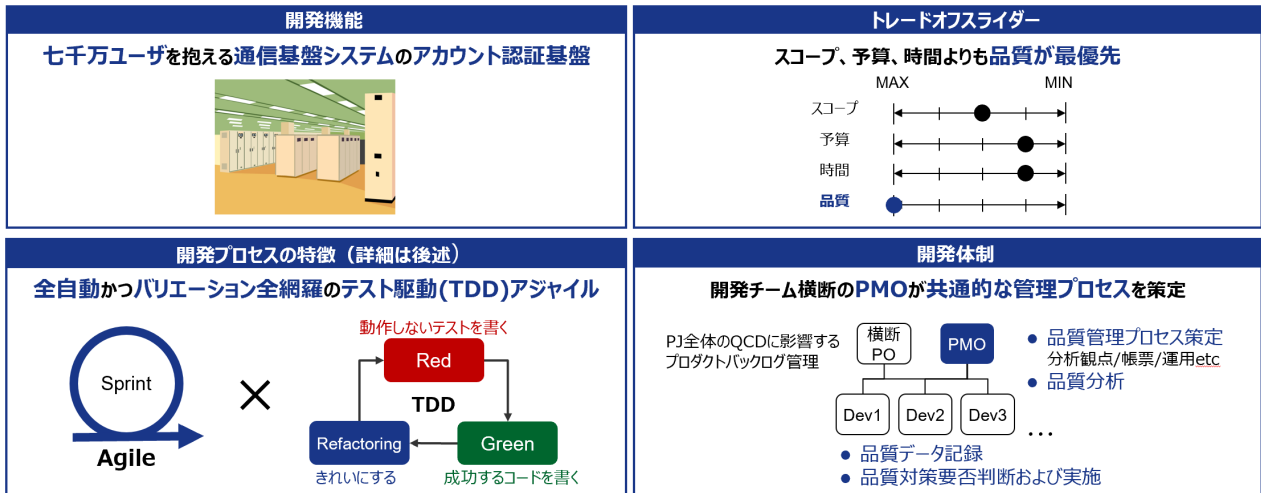 開発機能
七千万ユーザを抱える通信基盤システムのアカウント認証基盤
トレードオフスライダー
スコープ、予算、時間よりも品質が最優先
MAX
MIN
スコープ
予算
時間
品質
開発プロセスの特徴（詳細は後述）
全自動かつバリエーション全網羅のテスト駆動(TDD)アジャイル
Sprint
Agile
×
動作しないテストを書く
Red
TDD
Refactoring
Green
きれいにする
成功するコードを書く
開発体制
開発チーム横断のPMOが共通的な管理プロセスを策定
PJ全体のQCDに影響する
プロダクトバックログ管理
横断
PO
PMO
● 品質管理プロセス策定
分析観点/帳票/運用etc
● 品質分析
Dev1
Dev2
Dev3
…
● 品質データ記録
● 品質対策要否判断および実施